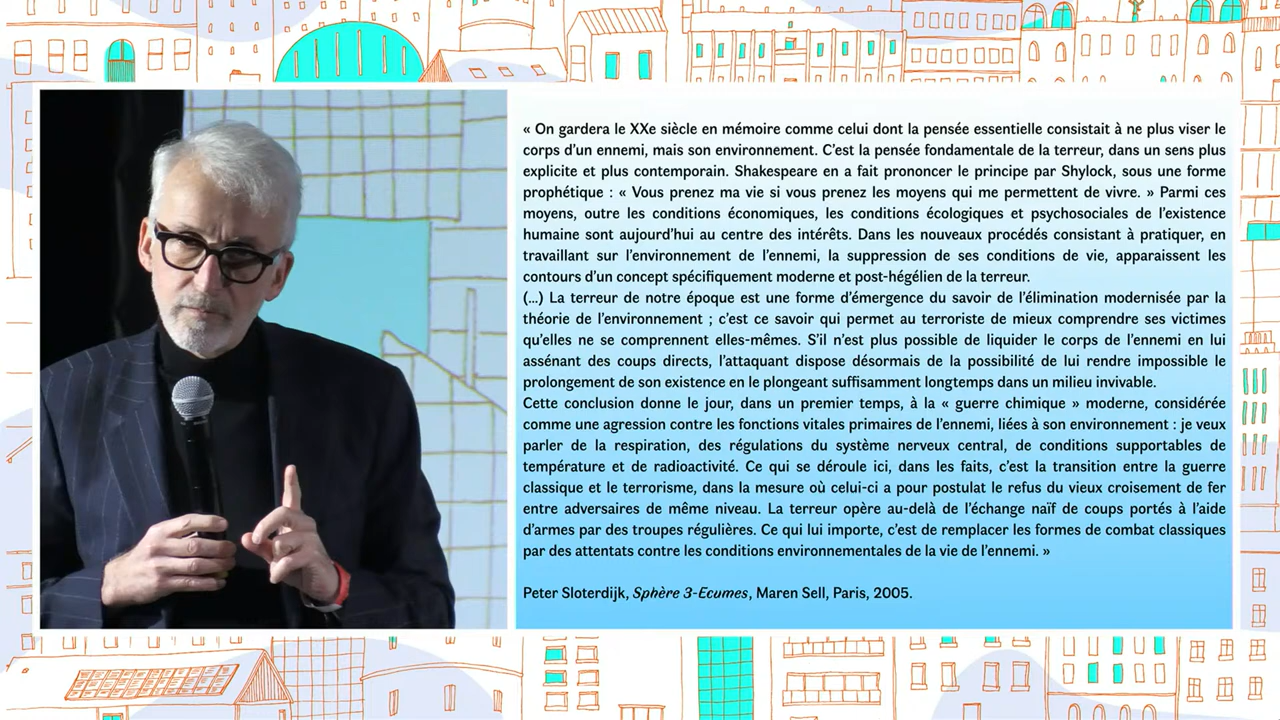 « On gardera le XXe siècle en mémoire comme celui dont la pensée essentielle consistait à ne plus viser le
corps d’un ennemi, mais son environnement. C’est la pensée fondamentale de la terreur, dans un sens plus
explicite et plus contemporain. Shakespeare en a fait prononcer le principe par Shylock, sous une forme
prophétique : « Vous prenez ma vie si vous prenez les moyens qui me permettent de vivre. » Parmi ces
moyens, outre les conditions économiques, les conditions écologiques et psychosociales de l’existence
humaine sont aujourd’hui au centre des intérêts. Dans les nouveaux procédés consistant à pratiquer, en
travaillant sur l’environnement de l’ennemi, la suppression de ses conditions de vie, apparaissent les
contours d’un concept spécifiquement moderne et post-hégélien de la terreur.
(...) La terreur de notre époque est une forme d’émergence du savoir de l’élimination modernisée par la
théorie de l’environnement ; c’est ce savoir qui permet au terroriste de mieux comprendre ses victimes
qu’elles ne se comprennent elles-mêmes. S’il n’est plus possible de liquider le corps de l’ennemi en lui
assénant des coups directs, l’attaquant dispose désormais de la possibilité de lui rendre impossible le
prolongement de son existence en le plongeant suffisamment longtemps dans un milieu invivable.
Cette conclusion donne le jour, dans un premier temps, à la « guerre chimique » moderne, considérée
comme une agression contre les fonctions vitales primaires de l’ennemi, liées à son environnement : je veux
parler de la respiration, des régulations du système nerveux central, de conditions supportables de
température et de radioactivité. Ce qui se déroule ici, dans les faits, c’est la transition entre la guerre
classique et le terrorisme, dans la mesure où celui-ci a pour postulat le refus du vieux croisement de fer
entre adversaires de même niveau. La terreur opère au-delà de l’échange naïf de coups portés à l’aide
d’armes par des troupes régulières. Ce qui lui importe, c’est de remplacer les formes de combat classiques
par des attentats contre les conditions environnementales de la vie de l’ennemi. »
Peter Sloterdijk, Sphère 3-Ecumes, Maren Sell, Paris, 2005.